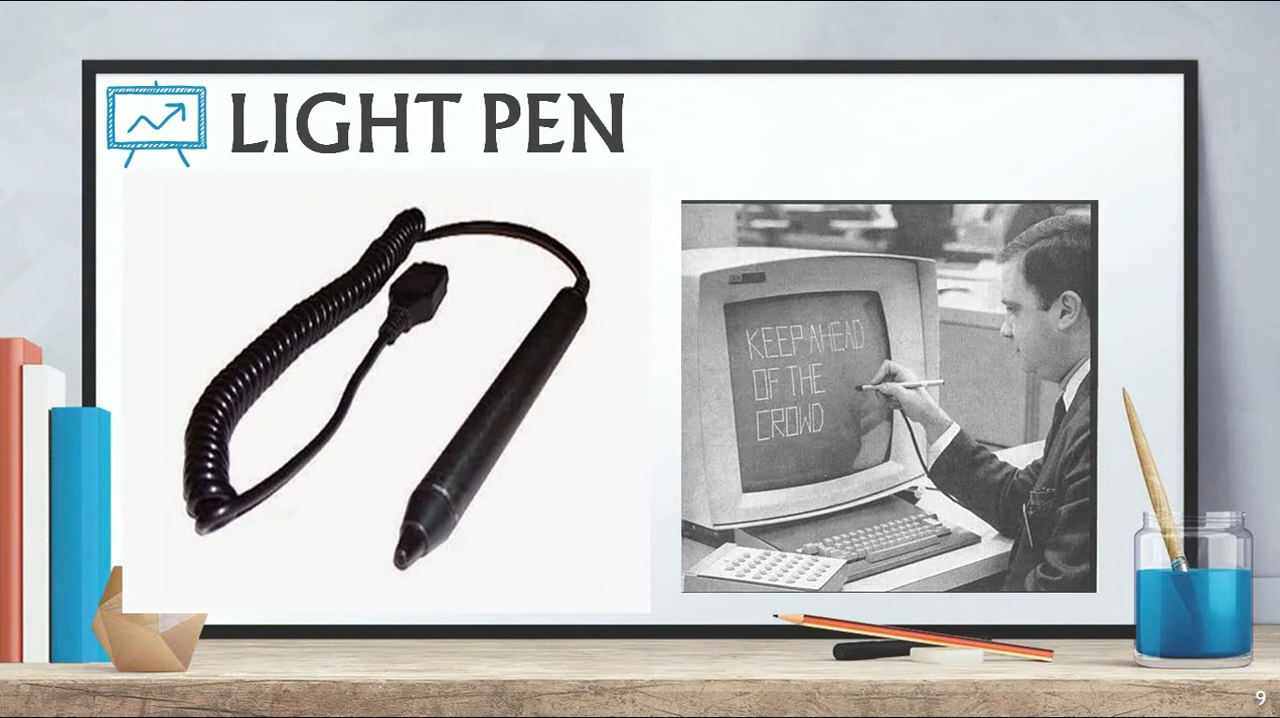 LIGHT PEN
KEEP AHEAD
OF THE
CROWD
9